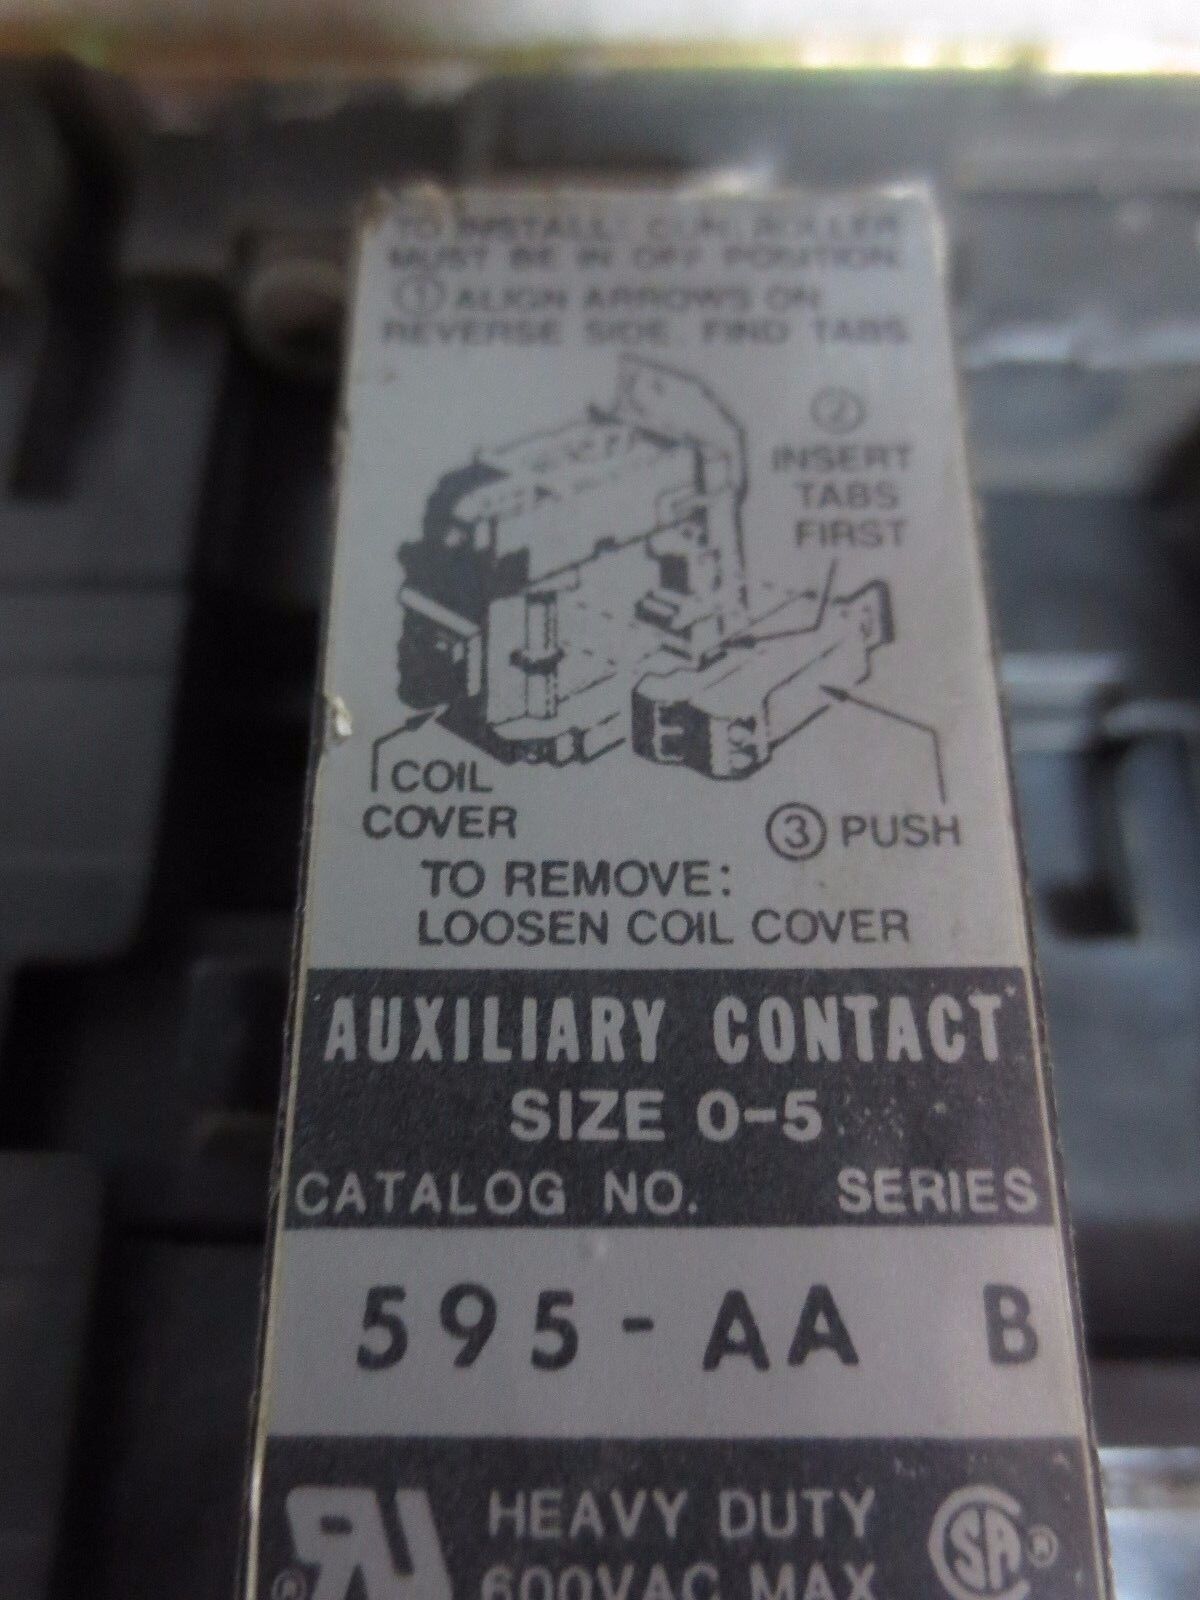 TO INSTALL: CONTROLLER
MUST BE IN OFF POSITION.
① ALIGN ARROWS ON
REVERSE SIDE. FIND TABS
②
INSERT
TABS
FIRST
COIL
COVER
③ PUSH
TO REMOVE:
LOOSEN COIL COVER
AUXILIARY CONTACT
SIZE 0-5
CATALOG NO. SERIES
595-AA B
HEAVY DUTY
600VAC MAX
SA ®
®